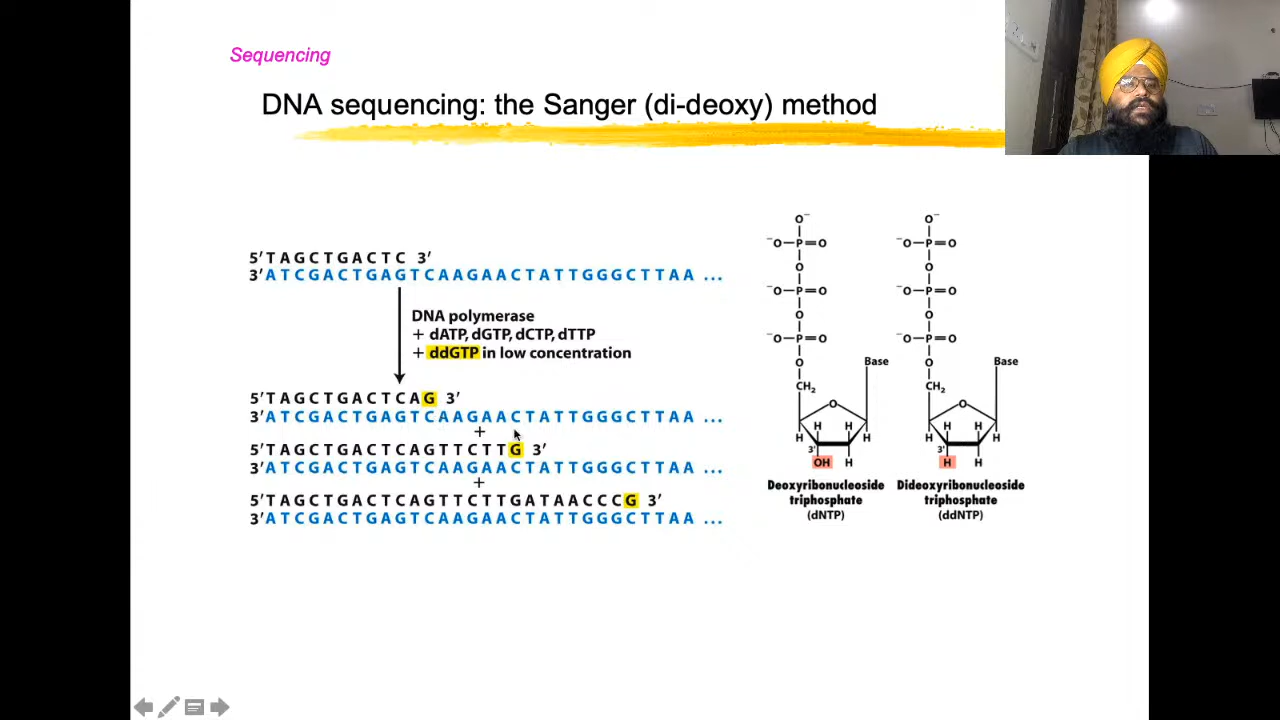 Sequencing
DNA sequencing: the Sanger (di-deoxy) method
5′ T A G C T G A C T C 3′
3′ A T C G A C T G A G T C A A G A A C T A T T G G G C T T A A ...
DNA polymerase
+ dATP, dGTP, dCTP, dTTP
+ ddGTP in low concentration
5′ T A G C T G A C T C A G 3′
3′ A T C G A C T G A G T C A A G A A C T A T T G G G C T T A A ...
+
5′ T A G C T G A C T C A G T T C T T G 3′
3′ A T C G A C T G A G T C A A G A A C T A T T G G G C T T A A ...
+
5′ T A G C T G A C T C A G T T C T T G A T A A C C C G 3′
3′ A T C G A C T G A G T C A A G A A C T A T T G G G C T T A A ...
O⁻
⁻O—P=O
O
⁻O—P=O
O
⁻O—P=O
O
Base
CH₂
O
H H
H H
3′
OH H
Deoxyribonucleoside
triphosphate
(dNTP)
O⁻
⁻O—P=O
O
⁻O—P=O
O
⁻O—P=O
O
Base
CH₂
O
H H
H H
3′
H H
Dideoxyribonucleoside
triphosphate
(ddNTP)